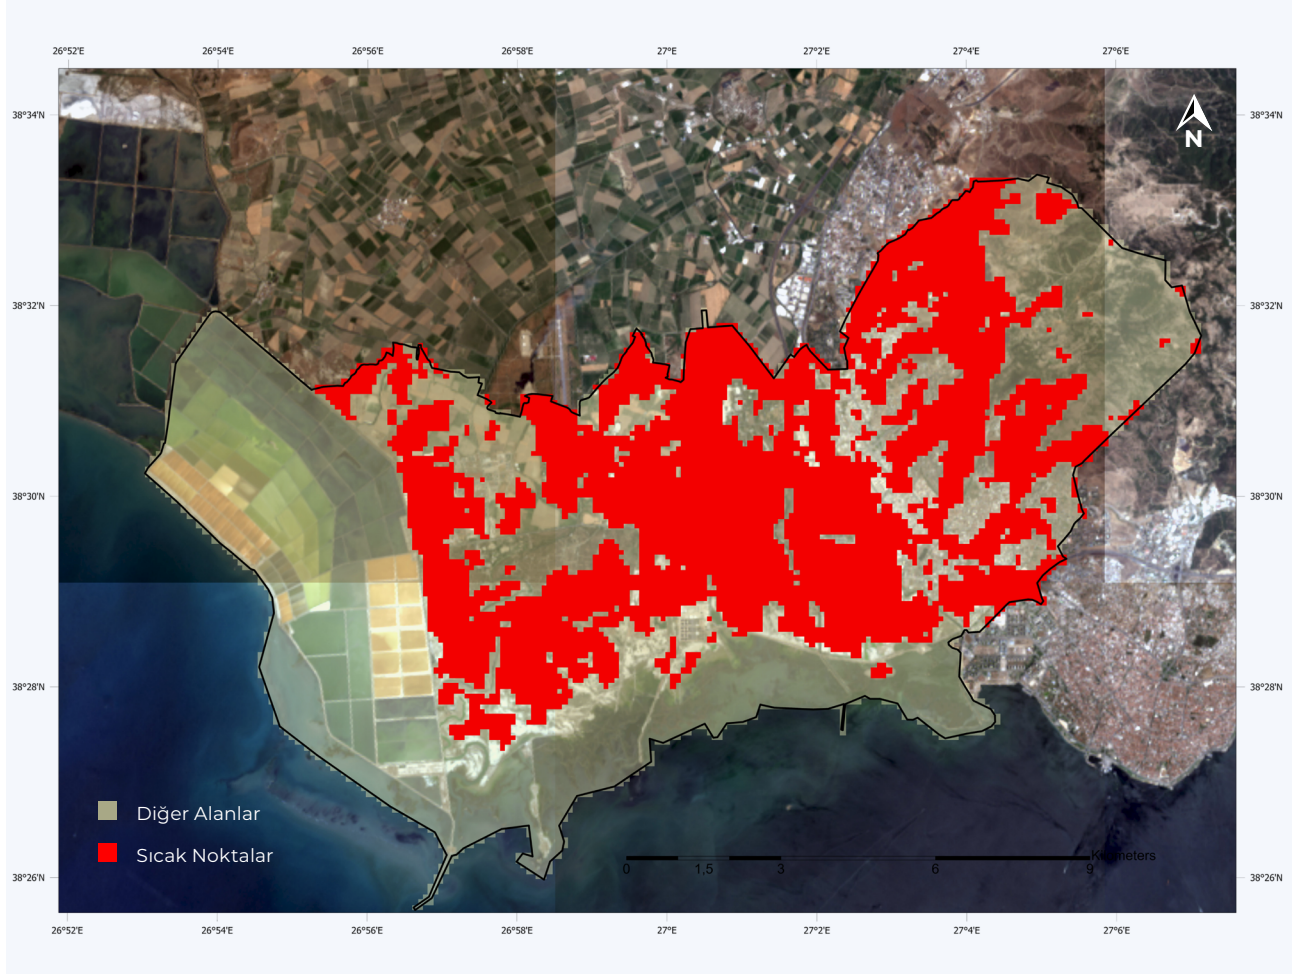 26°52'E 26°54'E 26°56'E 26°58'E 27°E 27°2'E 27°4'E 27°6'E
38°34'N 38°34'N
N
38°32'N 38°32'N
38°30'N 38°30'N
38°28'N 38°28'N
Diğer Alanlar
Sıcak Noktalar
Kilometers
0 1,5 3 6 9
38°26'N 38°26'N
26°52'E 26°54'E 26°56'E 26°58'E 27°E 27°2'E 27°4'E 27°6'E